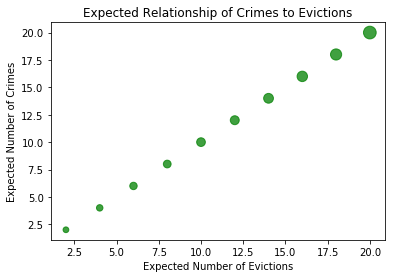 Expected Relationship of Crimes to Evictions
20.0
17.5
15.0
12.5
10.0
7.5
5.0
2.5
Expected Number of Crimes
2.5 5.0 7.5 10.0 12.5 15.0 17.5 20.0
Expected Number of Evictions